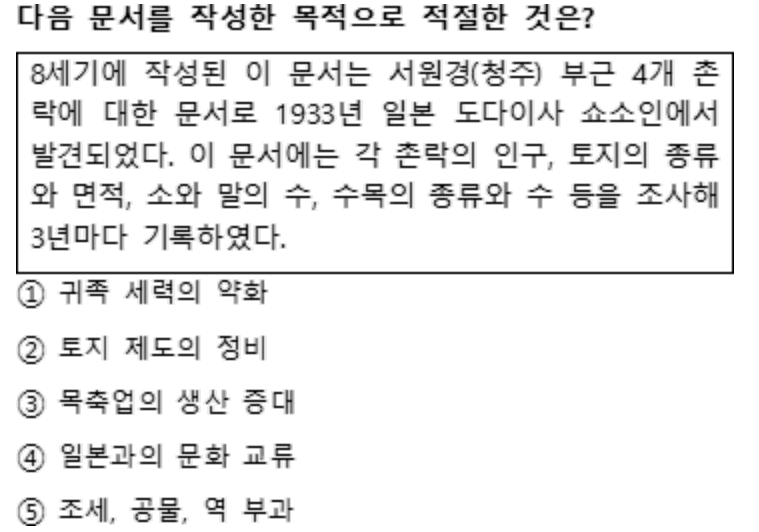 다음 문서를 작성한 목적으로 적절한 것은?
8세기에 작성된 이 문서는 서원경(청주) 부근 4개 촌
락에 대한 문서로 1933년 일본 도다이사 쇼소인에서
발견되었다. 이 문서에는 각 촌락의 인구, 토지의 종류
와 면적, 소와 말의 수, 수목의 종류와 수 등을 조사해
3년마다 기록하였다.
① 귀족 세력의 약화
② 토지 제도의 정비
③ 목축업의 생산 증대
④ 일본과의 문화 교류
⑤ 조세, 공물, 역 부과